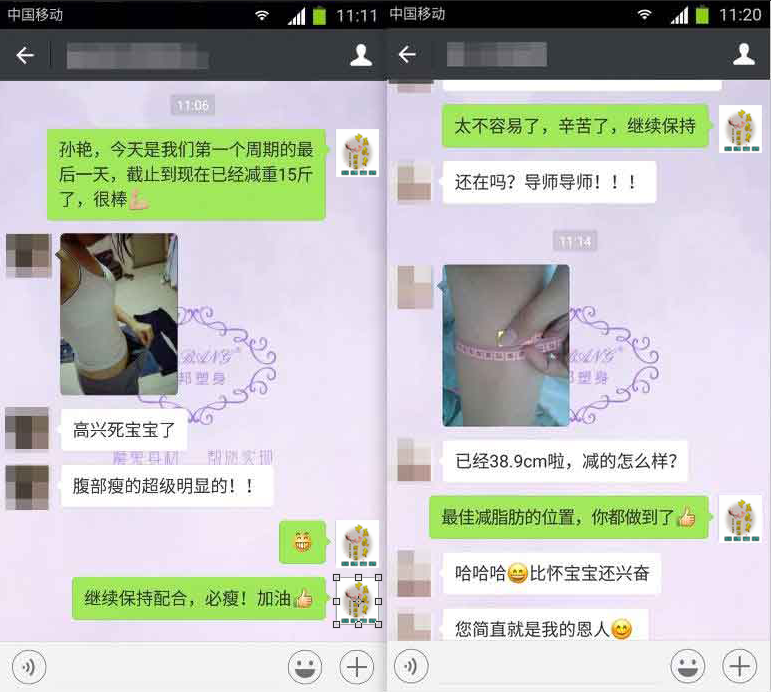 中国移动
11:11
11:06
孙艳，今天是我们第一个周期的最
后一天，截止到现在已经减重15斤
了，很棒💪
BANG
邦塑身
高兴死宝宝了
腹部瘦的超级明显的！！
继续保持配合，必瘦！加油👍
中国移动
11:20
太不容易了，辛苦了，继续保持
还在吗？导师导师！！！
11:14
BANG
邦塑身
已经38.9cm啦，减的怎么样？
最佳减脂肪的位置，你都做到了👍
哈哈哈😄比怀宝宝还兴奋
您简直就是我的恩人😊